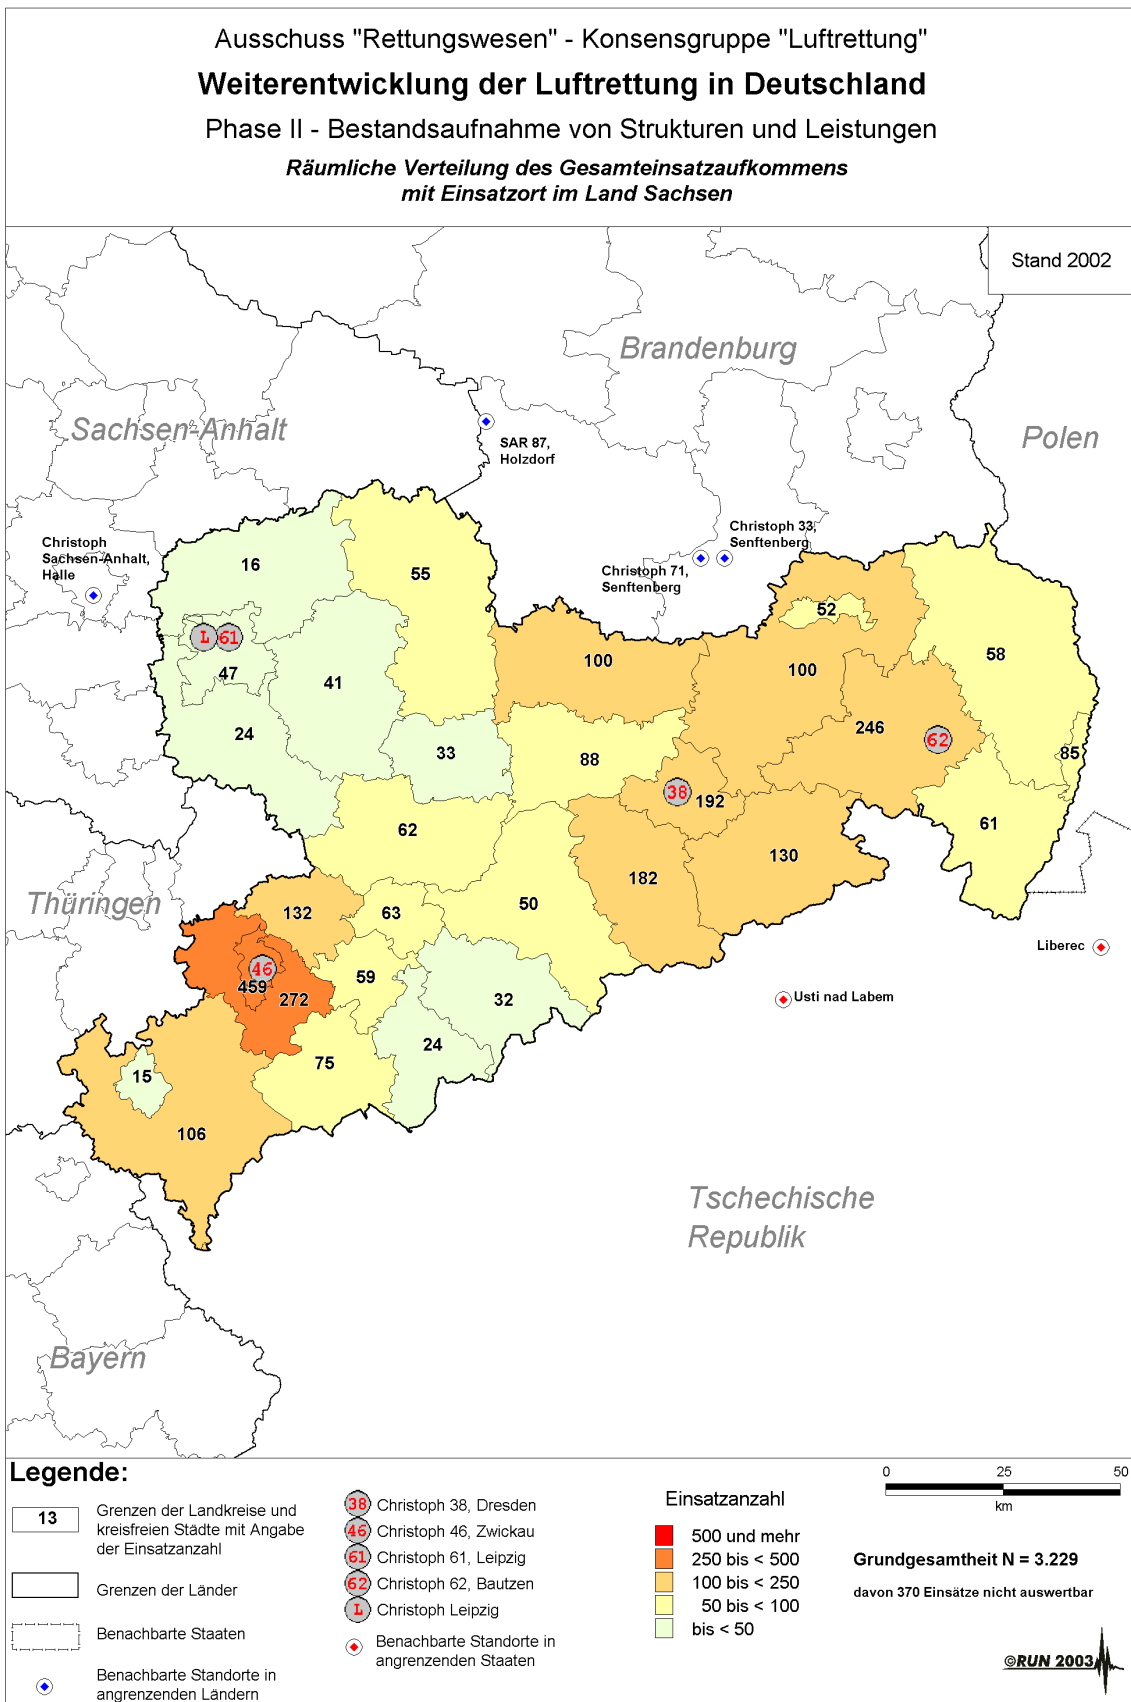 Ausschuss "Rettungswesen" - Konsensgruppe "Luftrettung"
Weiterentwicklung der Luftrettung in Deutschland
Phase II - Bestandsaufnahme von Strukturen und Leistungen
Räumliche Verteilung des Gesamteinsatzaufkommens
mit Einsatzort im Land Sachsen
Stand 2002
Brandenburg
Sachsen-Anhalt
Polen
SAR 87,
Holzdorf
Christoph
Sachsen-Anhalt,
Halle
Christoph 33,
Senftenberg
Christoph 71,
Senftenberg
16
55
52
L
61
47
41
24
33
100
100
58
246
62
85
88
38
192
61
62
130
182
50
Thüringen
132
63
46
459
272
59
32
24
75
15
106
Liberec
Usti nad Labem
Tschechische
Republik
Bayern
Legende:
13
Grenzen der Landkreise und
kreisfreien Städte mit Angabe
der Einsatzanzahl
Grenzen der Länder
Benachbarte Staaten
Benachbarte Standorte in
angrenzenden Ländern
38 Christoph 38, Dresden
46 Christoph 46, Zwickau
61 Christoph 61, Leipzig
62 Christoph 62, Bautzen
L Christoph Leipzig
Benachbarte Standorte in
angrenzenden Staaten
Einsatzanzahl
500 und mehr
250 bis < 500
100 bis < 250
50 bis < 100
bis < 50
0 25 50
km
Grundgesamtheit N = 3.229
davon 370 Einsätze nicht auswertbar
©RUN 2003